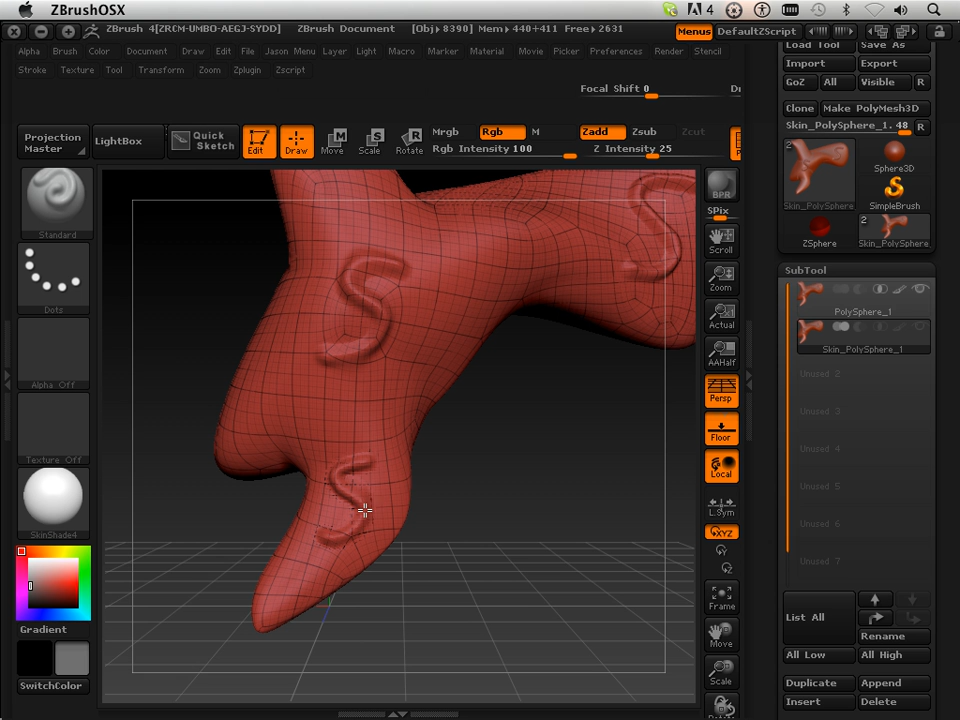 ZBrushOSX
4
ZBrush 4[ZRCM-UMBO-AEGJ-SYDD] ZBrush Document Mem: 440+411 Free: 2631
Menus DefaultZScript
Alpha Brush Color Document Draw Edit File Jason Menu Layer Light Macro Marker Material Movie Picker Preferences Render Stencil
Stroke Texture Tool Transform Zoom Zplugin Zscript
Focal Shift 0
Projection Master
LightBox
Quick Sketch
Edit Draw Move Scale Rotate
Mrgb Rgb M Zadd Zsub Zcut
Rgb Intensity 100 Z Intensity 25
Standard
Dots
Alpha Off
Texture Off
SkinShade4
Gradient
SwitchColor
BPR
SPix
Scroll
Zoom
Actual
AAHalf
Persp
Floor
Local
L.Sym
XYZ
Y
Z
Frame
Move
Scale
Load Tool Save As
Import Export
GoZ All Visible R
Clone Make PolyMesh3D
Skin_PolySphere_1. 48 R
2
Skin_PolySphere
Sphere3D
SimpleBrush
ZSphere
2
Skin_PolySphere
SubTool
PolySphere_1
Skin_PolySphere_1
Unused 2
Unused 3
Unused 4
Unused 5
Unused 6
Unused 7
List All
Rename
All Low All High
Duplicate Append
Insert Delete